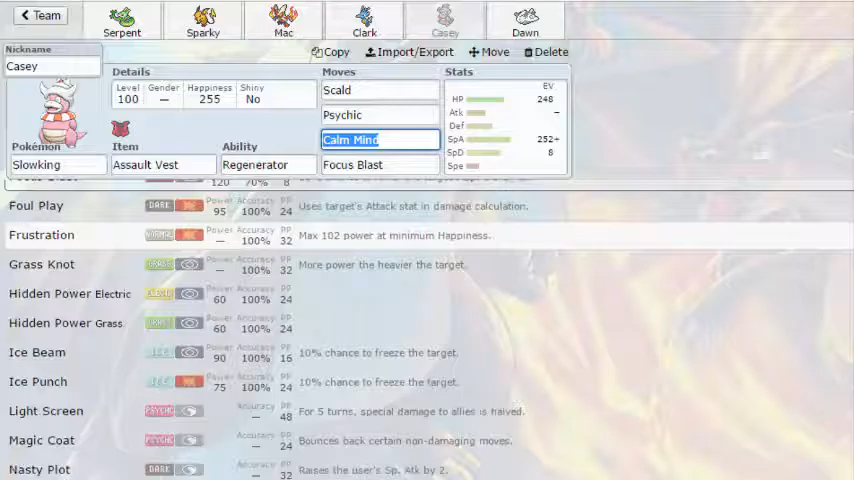 Team
Serpent Sparky Mac Clark Casey Dawn
Nickname
Casey
Copy Import/Export Move Delete
Details
Level Gender Happiness Shiny
100 — 255 No
Moves
Scald
Psychic
Calm Mind
Focus Blast
Stats
EV
HP 248
Atk –
Def
SpA 252+
SpD 8
Spe
Pokémon Item Ability
Slowking Assault Vest Regenerator
120 70% 8
Foul Play DARK Power 95 Accuracy 100% PP 24 Uses target's Attack stat in damage calculation.
Frustration NORMAL Power — Accuracy 100% PP 32 Max 102 power at minimum Happiness.
Grass Knot GRASS Power — Accuracy 100% PP 32 More power the heavier the target.
Hidden Power Electric Power 60 Accuracy 100% PP 24
Hidden Power Grass GRASS Power 60 Accuracy 100% PP 24
Ice Beam ICE Power 90 Accuracy 100% PP 16 10% chance to freeze the target.
Ice Punch ICE Power 75 Accuracy 100% PP 24 10% chance to freeze the target.
Light Screen PSYCHC Accuracy — PP 48 For 5 turns, special damage to allies is halved.
Magic Coat PSYCHC Accuracy — PP 24 Bounces back certain non-damaging moves.
Nasty Plot DARK Accuracy — PP 32 Raises the user's Sp. Atk by 2.